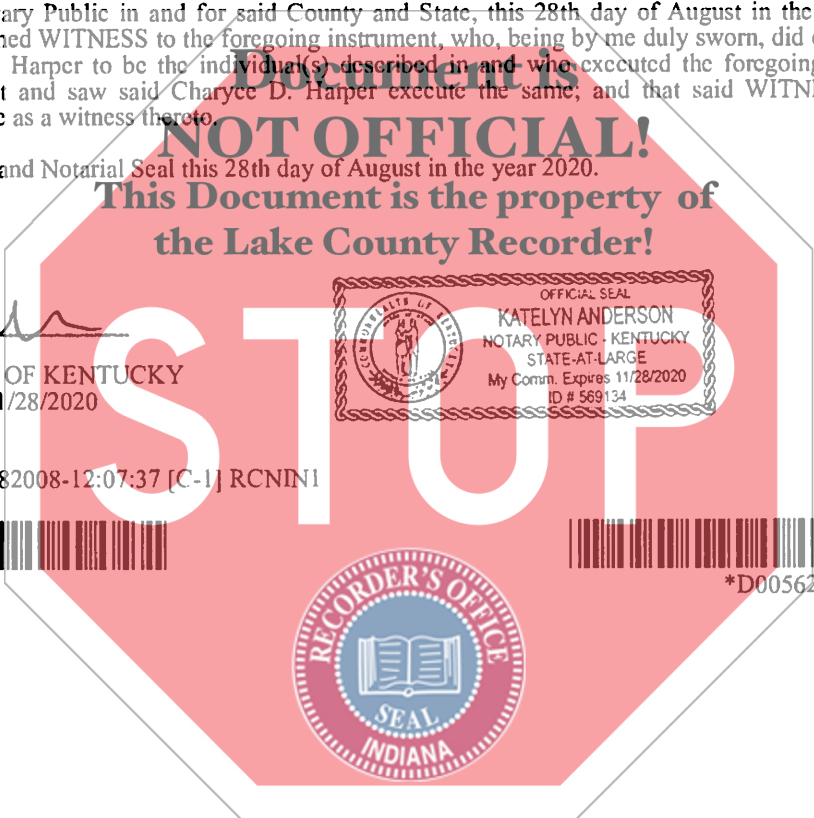 ary Public in and for said County and State, this 28th day of August in the
ned WITNESS to the foregoing instrument, who, being by me duly sworn, did
Harper to be the individual(s) described in and who executed the foregoing
t and saw said Charyce D. Harper execute the same; and that said WITN
as a witness thereto.
Document is
NOT OFFICIAL!
and Notarial Seal this 28th day of August in the year 2020.
This Document is the property of
the Lake County Recorder!
STOP
OFFICIAL SEAL
KATELYN ANDERSON
NOTARY PUBLIC - KENTUCKY
STATE-AT-LARGE
My Comm. Expires 11/28/2020
ID # 569134
COMMONWEALTH OF KENTUCKY
OF KENTUCKY
1/28/2020
82008-12:07:37 [C-1] RCNIN1
*D00562
RECORDER'S OFFICE
SEAL
INDIANA